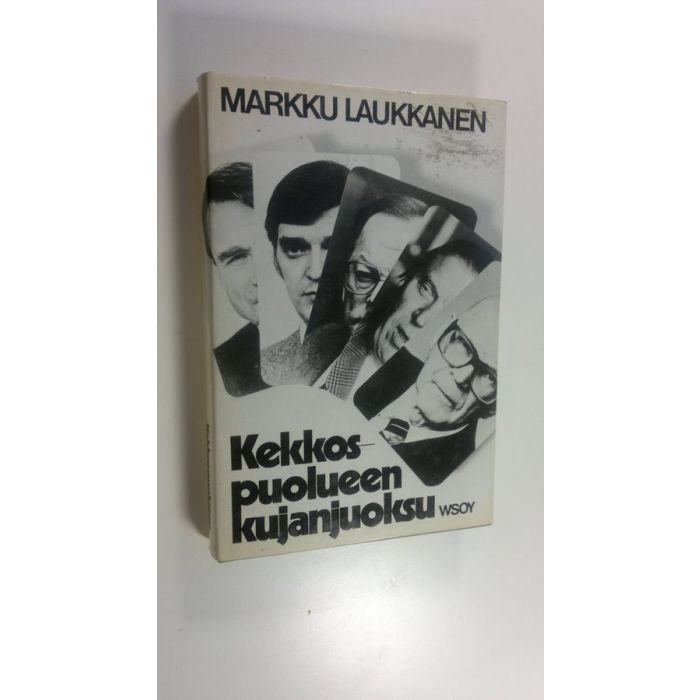 MARKKU LAUKKANEN
Kekkos-
puolueen
kujanjuoksu
WSOY